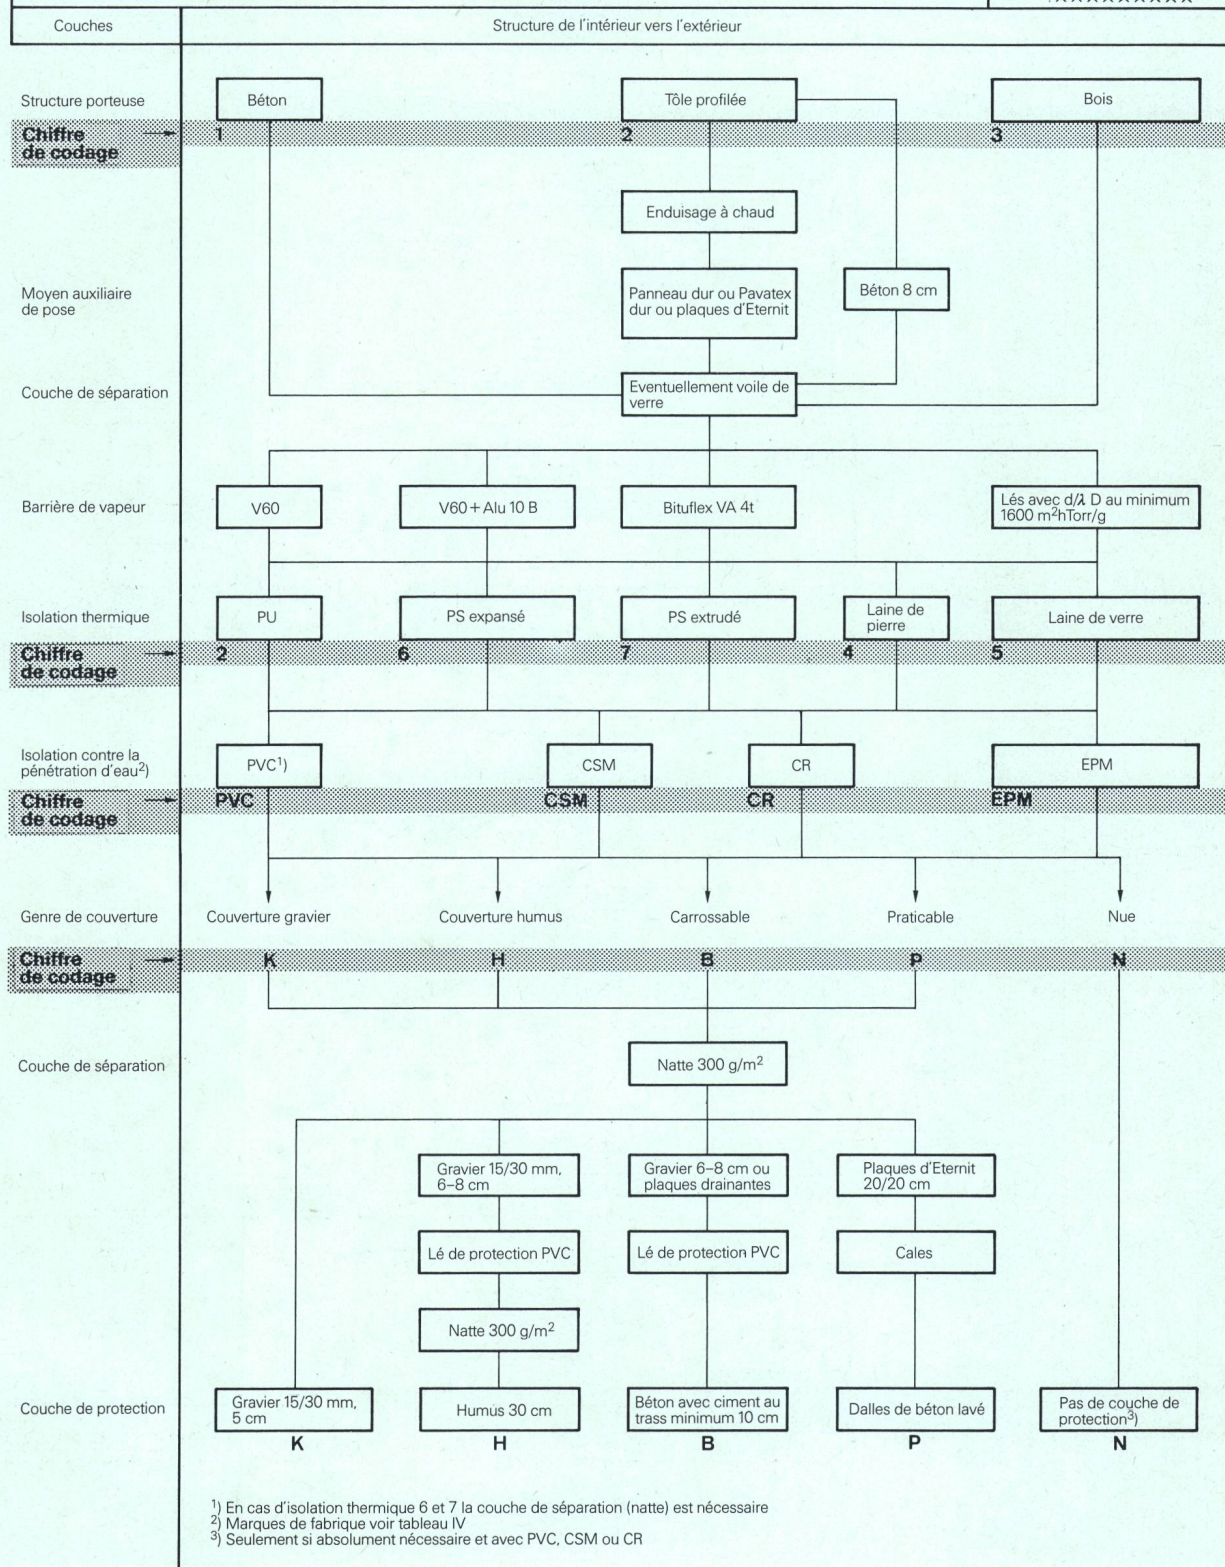 Couches
Structure de l'intérieur vers l'extérieur
Structure porteuse
Béton
Tôle profilée
Bois
Chiffre
de codage
1
2
3
Enduisage à chaud
Moyen auxiliaire
de pose
Panneau dur ou Pavatex
dur ou plaques d'Eternit
Béton 8 cm
Couche de séparation
Eventuellement voile de
verre
Barrière de vapeur
V60
V60 + Alu 10 B
Bituflex VA 4t
Lés avec d/λ D au minimum
1600 m²hTorr/g
Isolation thermique
PU
PS expansé
PS extrudé
Laine de
pierre
Laine de verre
Chiffre
de codage
2
6
7
4
5
Isolation contre la
pénétration d'eau²)
PVC¹)
CSM
CR
EPM
Chiffre
de codage
PVC
CSM
CR
EPM
Genre de couverture
Couverture gravier
Couverture humus
Carrossable
Praticable
Nue
Chiffre
de codage
K
H
B
P
N
Couche de séparation
Natte 300 g/m²
Gravier 15/30 mm,
6–8 cm
Gravier 6–8 cm ou
plaques drainantes
Plaques d'Eternit
20/20 cm
Lé de protection PVC
Lé de protection PVC
Cales
Natte 300 g/m²
Couche de protection
Gravier 15/30 mm,
5 cm
Humus 30 cm
Béton avec ciment au
trass minimum 10 cm
Dalles de béton lavé
Pas de couche de
protection³)
K
H
B
P
N
¹) En cas d'isolation thermique 6 et 7 la couche de séparation (natte) est nécessaire
²) Marques de fabrique voir tableau IV
³) Seulement si absolument nécessaire et avec PVC, CSM ou CR